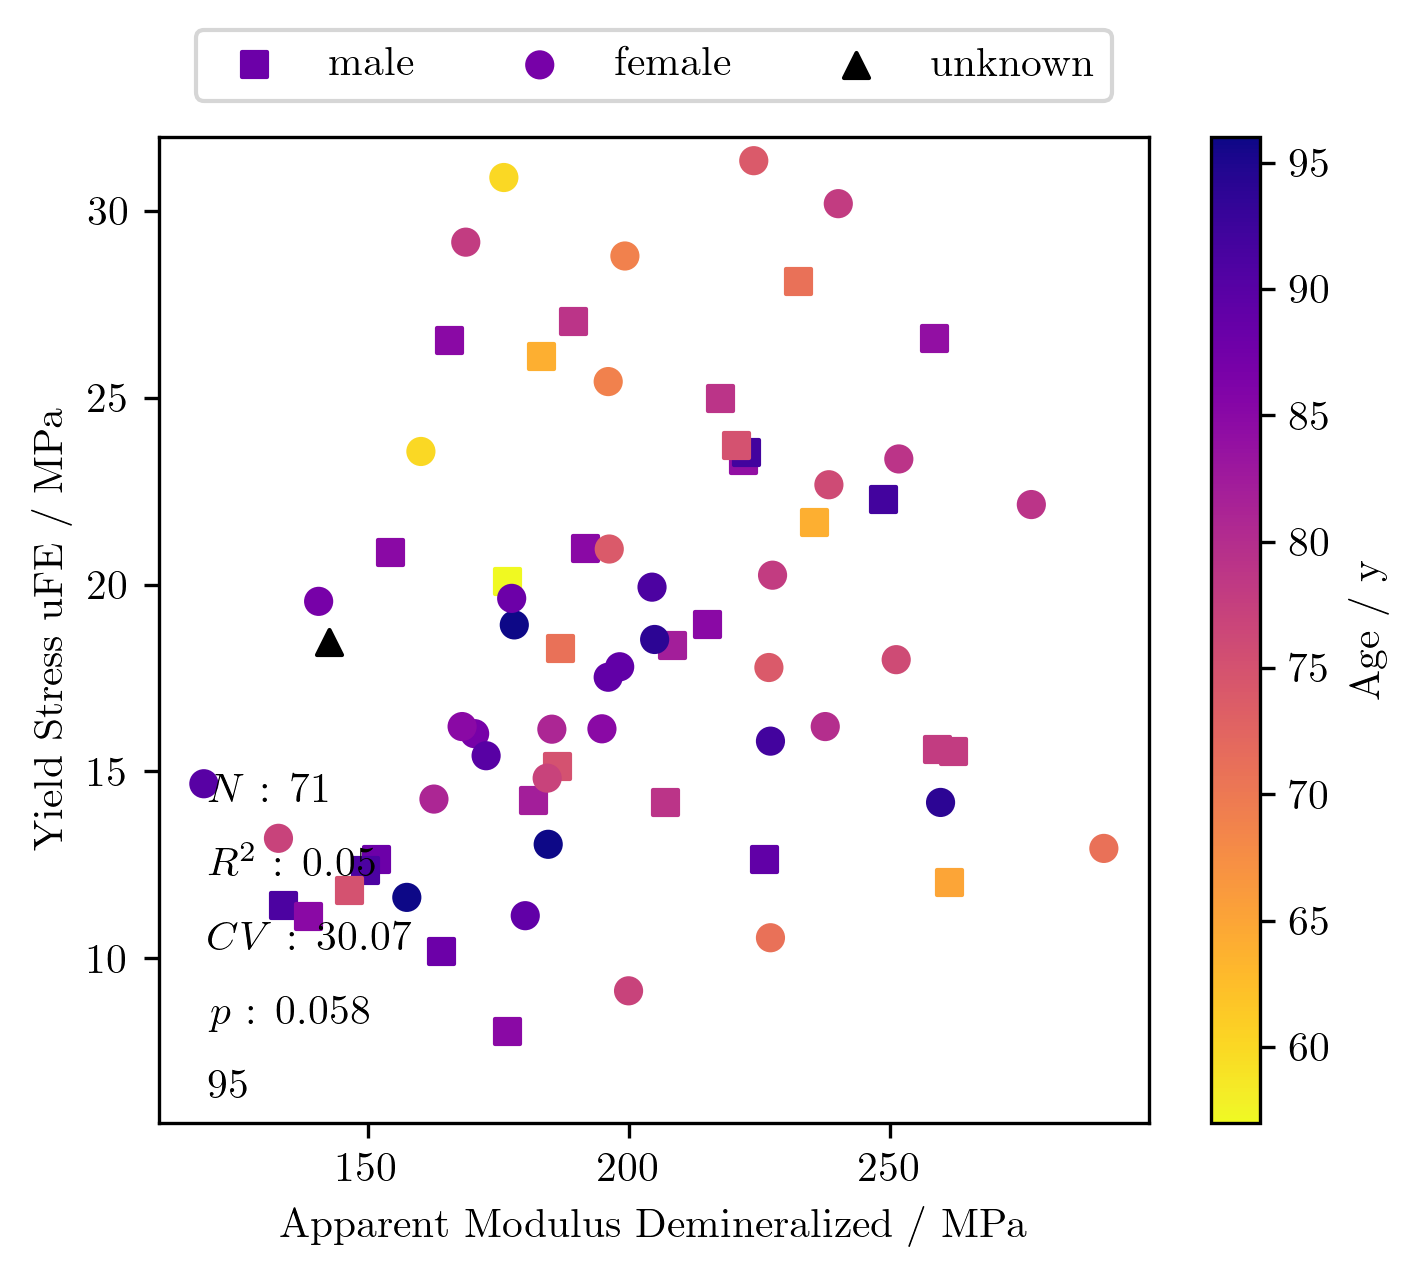 male female unknown
30
25
20
15
10
Yield Stress uFE / MPa
N : 71
R² : 0.05
CV : 30.07
p : 0.058
95
150 200 250
Apparent Modulus Demineralized / MPa
95
90
85
80
75
70
65
60
Age / y